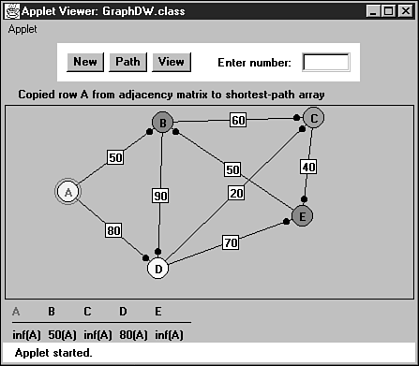 Applet Viewer: GraphDW.class
Applet
New Path View Enter number:
Copied row A from adjacency matrix to shortest-path array
B 60 C
50 50 40
A 90 20
80 E
70
D
A B C D E
inf(A) 50(A) inf(A) 80(A) inf(A)
Applet started.